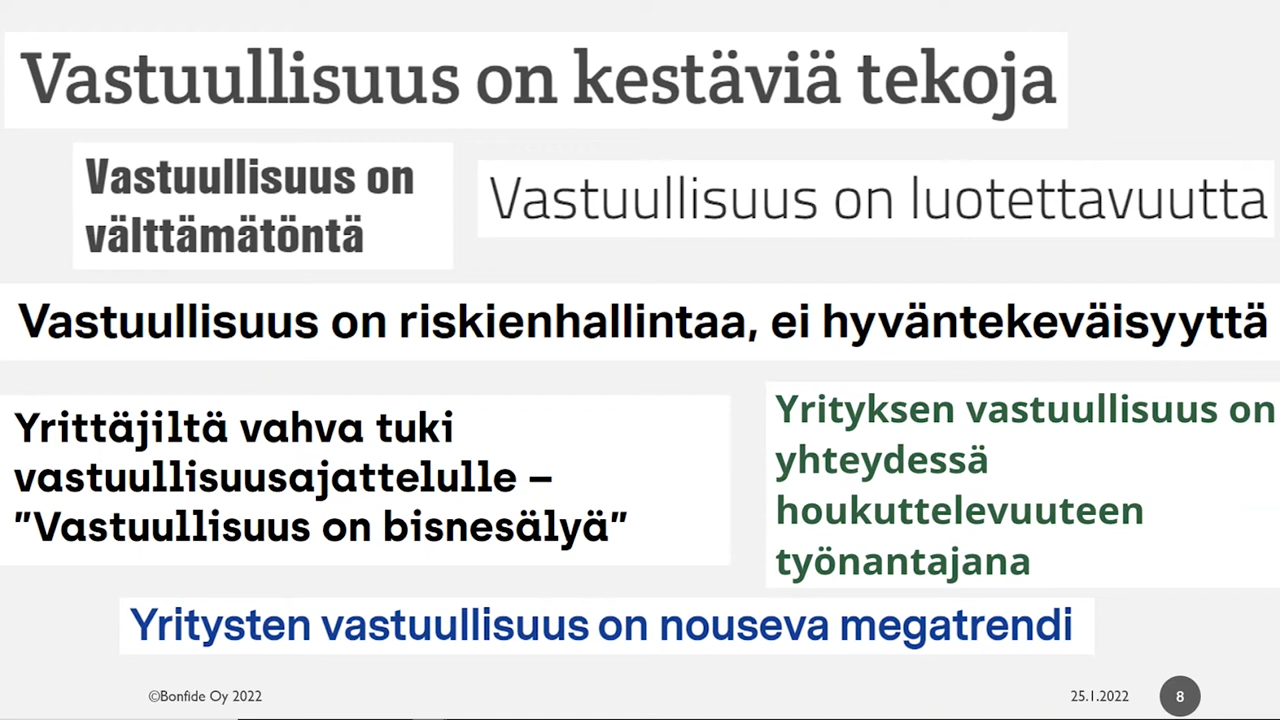 Vastuullisuus on kestäviä tekoja
Vastuullisuus on
välttämätöntä
Vastuullisuus on luotettavuutta
Vastuullisuus on riskienhallintaa, ei hyväntekeväisyyttä
Yrittäjiltä vahva tuki
vastuullisuusajattelulle –
”Vastuullisuus on bisnesälyä”
Yrityksen vastuullisuus on
yhteydessä
houkuttelevuuteen
työnantajana
Yritysten vastuullisuus on nouseva megatrendi
©Bonfide Oy 2022
25.1.2022
8